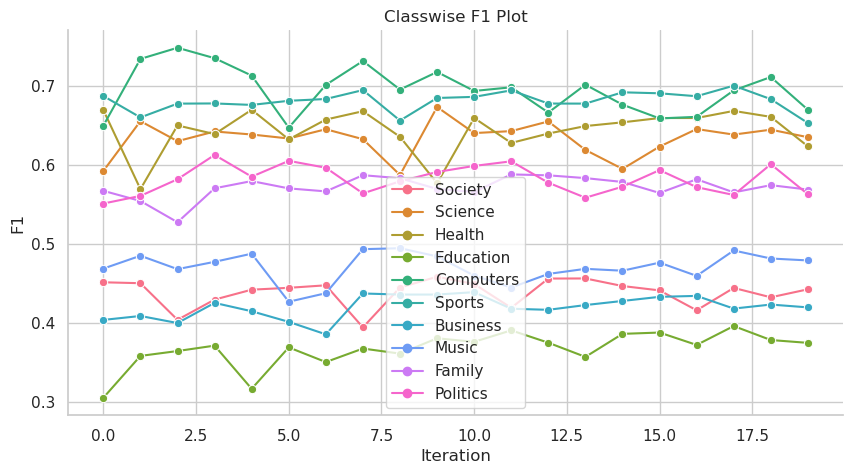 Classwise F1 Plot
0.7
0.6
0.5
0.4
0.3
F1
Society
Science
Health
Education
Computers
Sports
Business
Music
Family
Politics
0.0 2.5 5.0 7.5 10.0 12.5 15.0 17.5
Iteration